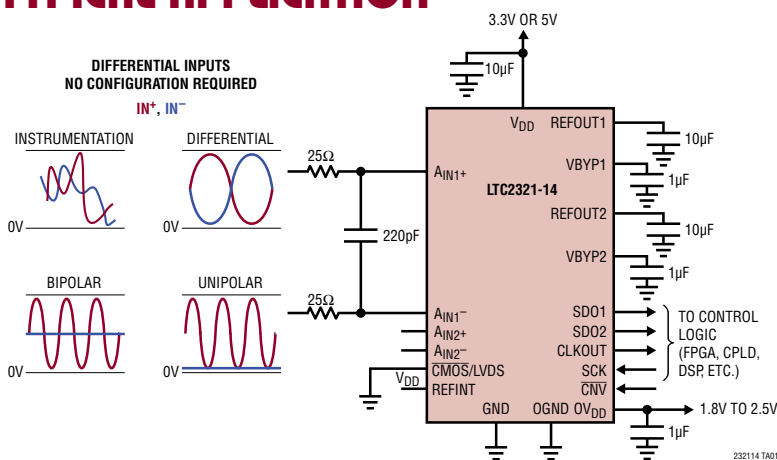 DIFFERENTIAL INPUTS
NO CONFIGURATION REQUIRED
IN⁺, IN⁻
INSTRUMENTATION
DIFFERENTIAL
0V
0V
BIPOLAR
UNIPOLAR
0V
0V
25Ω
220pF
25Ω
3.3V OR 5V
10µF
VDD
REFOUT1
10µF
AIN1+
VBYP1
1µF
LTC2321-14
REFOUT2
10µF
VBYP2
1µF
AIN1⁻
AIN2+
AIN2⁻
CMOS/LVDS
VDD
REFINT
SDO1
SDO2
CLKOUT
SCK
CNV
TO CONTROL
LOGIC
(FPGA, CPLD,
DSP, ETC.)
GND
OGND
OVDD
1.8V TO 2.5V
1µF
232114 TA01